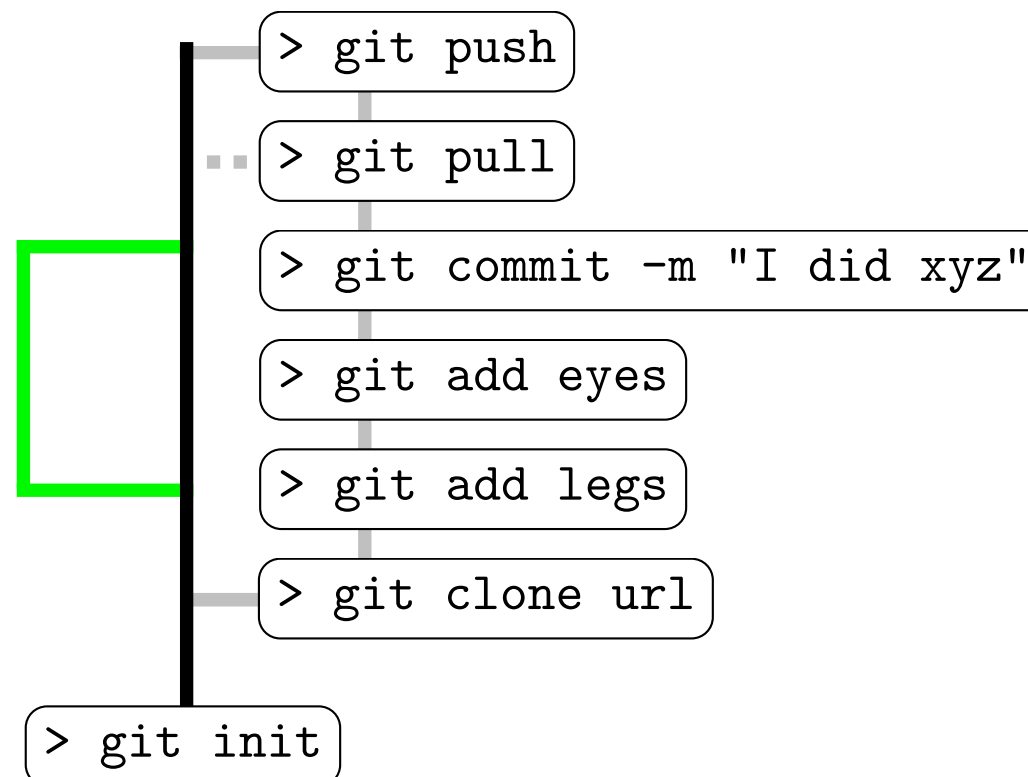 > git push
> git pull
> git commit -m "I did xyz"
> git add eyes
> git add legs
> git clone url
> git init